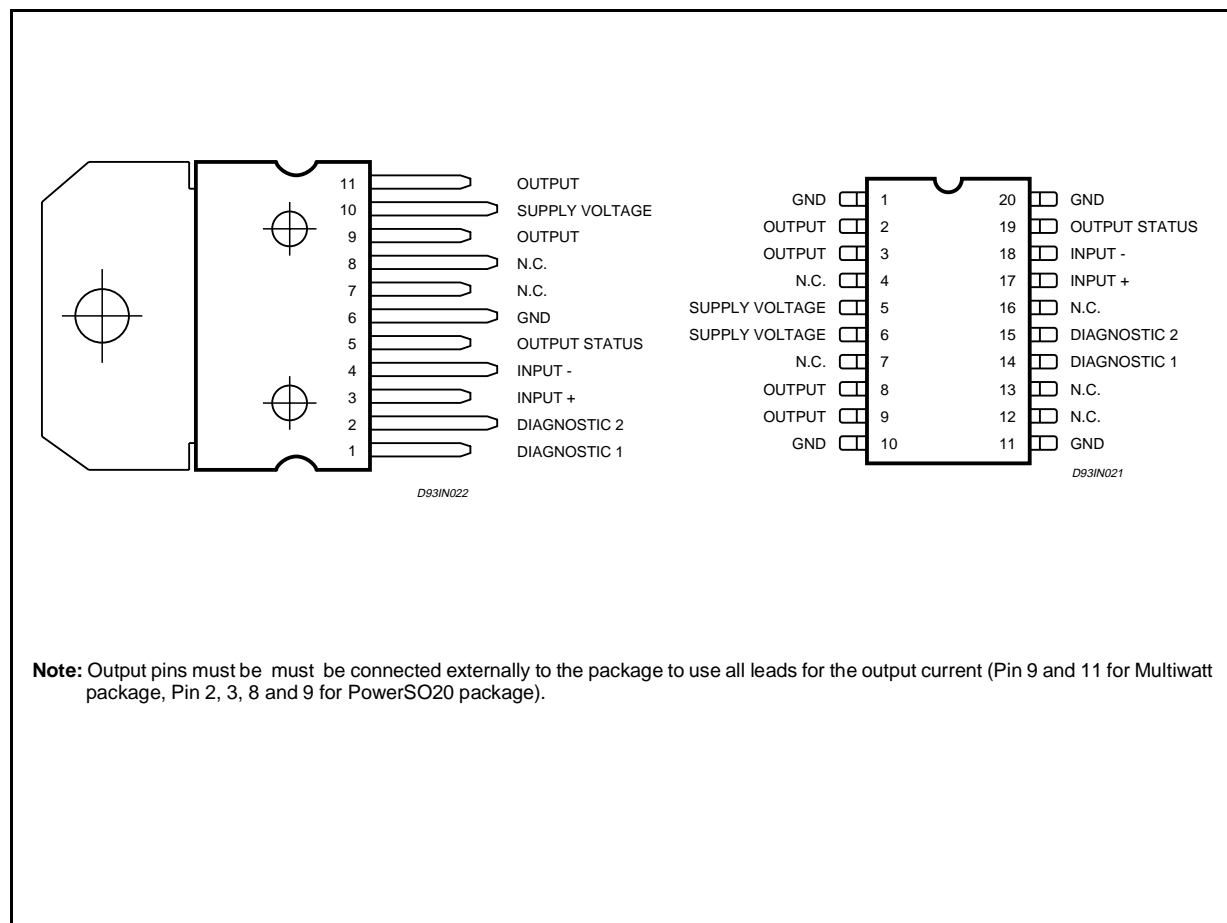 11 OUTPUT
10 SUPPLY VOLTAGE
9 OUTPUT
8 N.C.
7 N.C.
6 GND
5 OUTPUT STATUS
4 INPUT -
3 INPUT +
2 DIAGNOSTIC 2
1 DIAGNOSTIC 1
D93IN022
GND 1 20 GND
OUTPUT 2 19 OUTPUT STATUS
OUTPUT 3 18 INPUT -
N.C. 4 17 INPUT +
SUPPLY VOLTAGE 5 16 N.C.
SUPPLY VOLTAGE 6 15 DIAGNOSTIC 2
N.C. 7 14 DIAGNOSTIC 1
OUTPUT 8 13 N.C.
OUTPUT 9 12 N.C.
GND 10 11 GND
D93IN021
Note: Output pins must be must be connected externally to the package to use all leads for the output current (Pin 9 and 11 for Multiwatt
package, Pin 2, 3, 8 and 9 for PowerSO20 package).